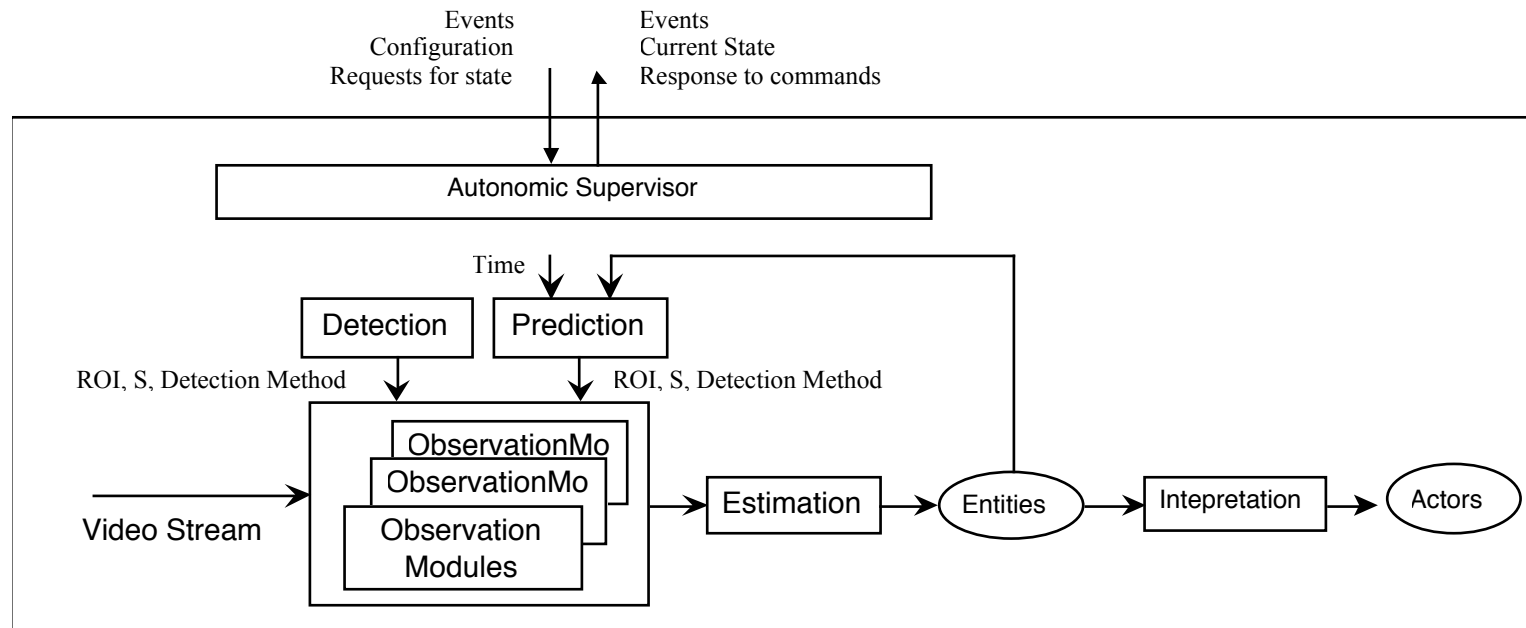 Events
Configuration
Requests for state
Events
Current State
Response to commands
Autonomic Supervisor
Time
Detection
Prediction
ROI, S, Detection Method
ROI, S, Detection Method
ObservationMo
ObservationMo
Observation
Modules
Video Stream
Estimation
Entities
Intepretation
Actors